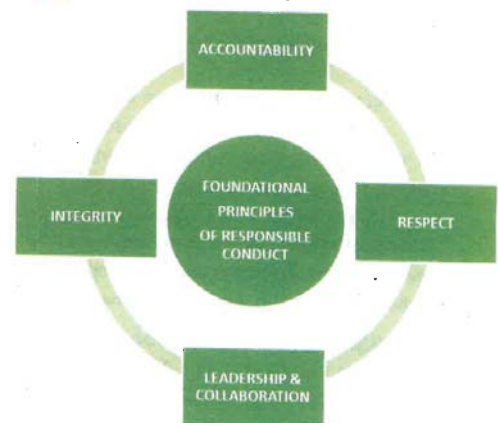 ACCOUNTABILITY
INTEGRITY
FOUNDATIONAL
PRINCIPLES
OF RESPONSIBLE
CONDUCT
RESPECT
LEADERSHIP &
COLLABORATION